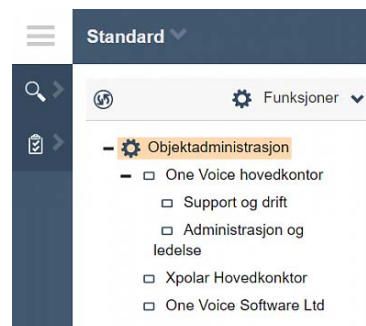 Standard
Funksjoner
Objektadministrasjon
One Voice hovedkontor
Support og drift
Administrasjon og
ledelse
Xpolar Hovedkonktor
One Voice Software Ltd